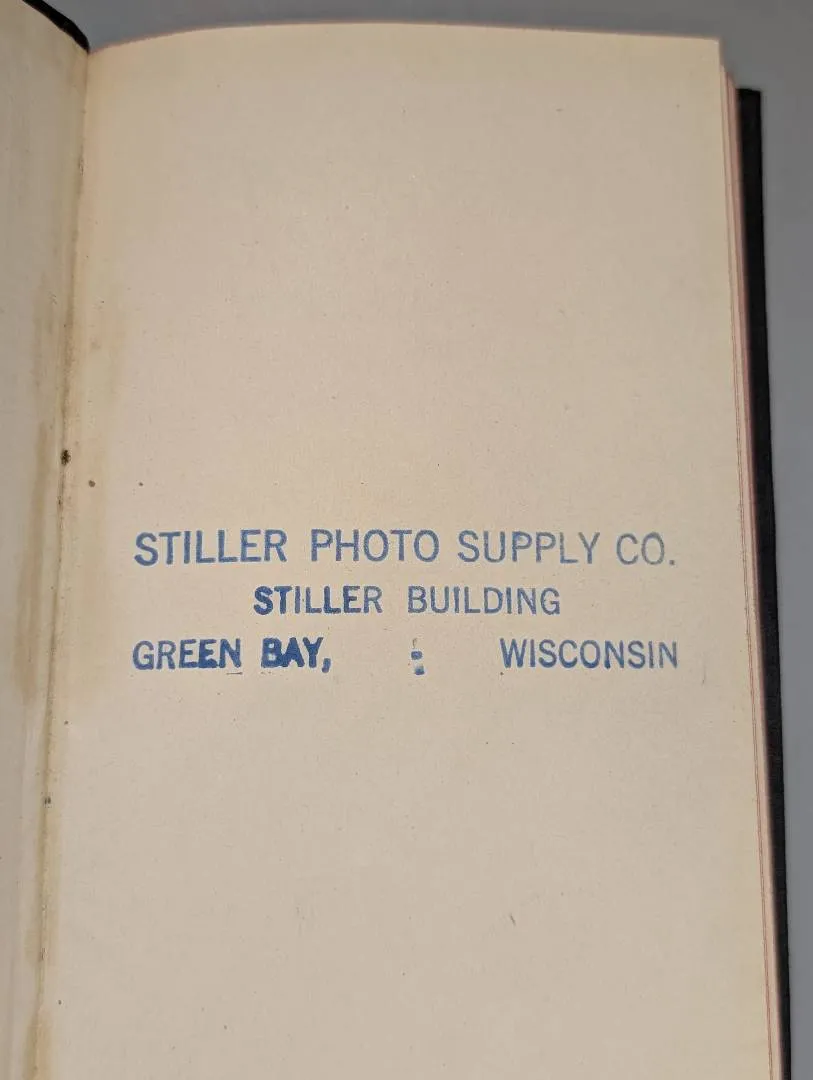 STILLER PHOTO SUPPLY CO.
STILLER BUILDING
GREEN BAY, : WISCONSIN